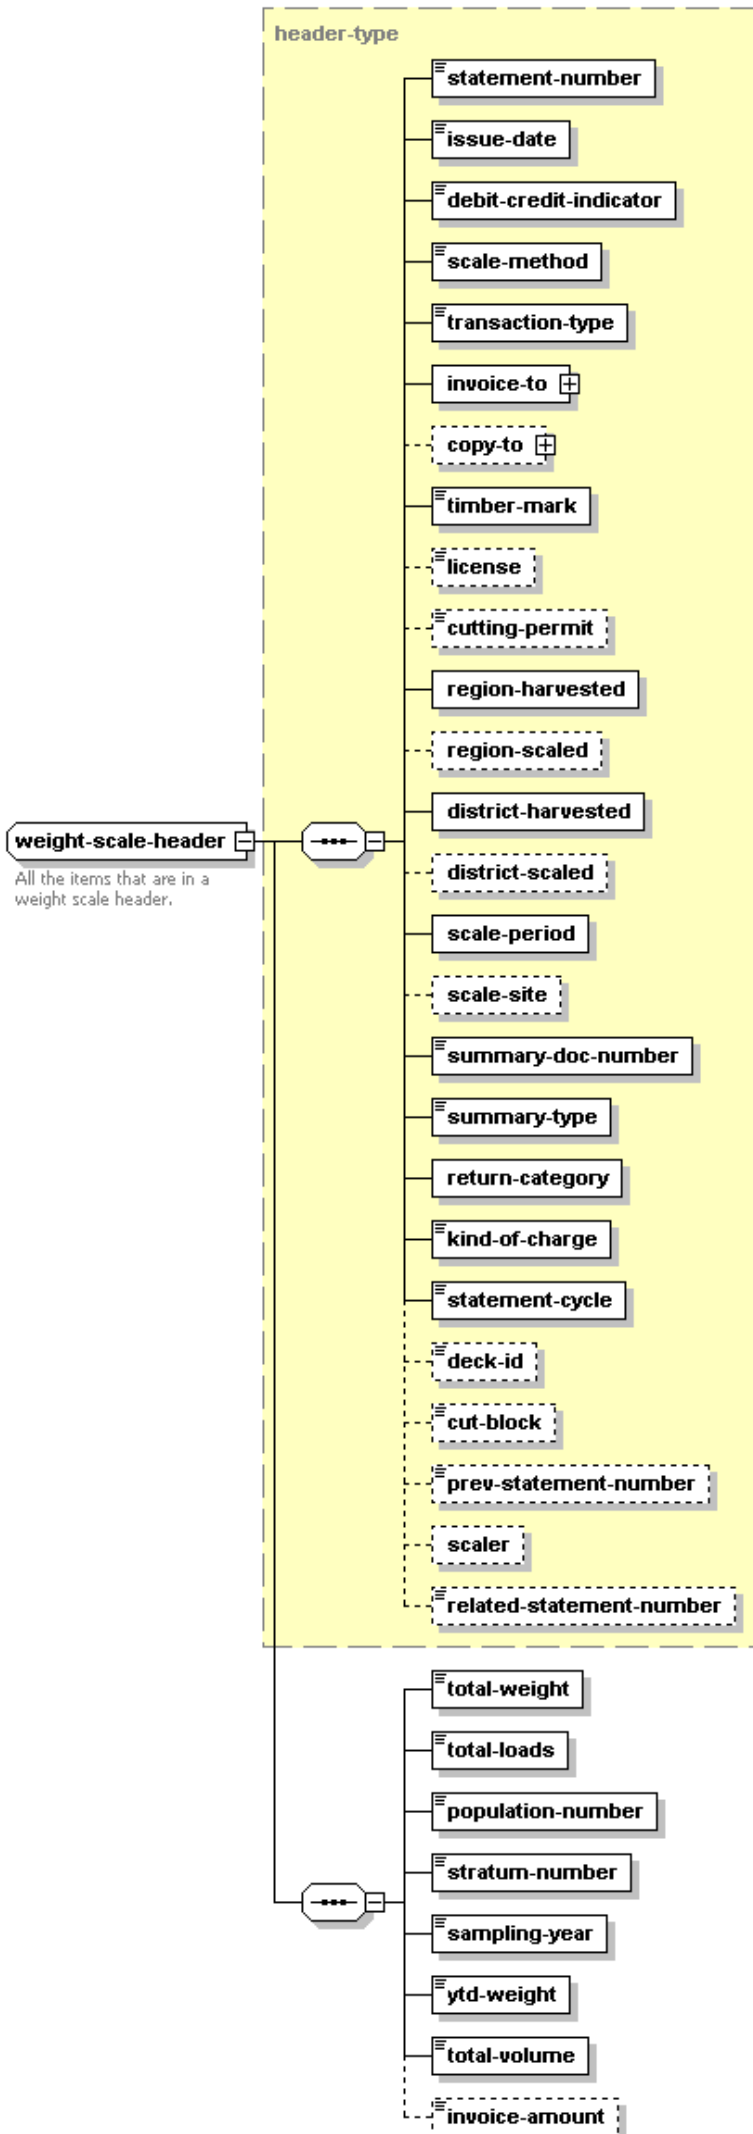 header-type
statement-number
issue-date
debit-credit-indicator
scale-method
transaction-type
invoice-to
copy-to
timber-mark
license
cutting-permit
region-harvested
region-scaled
district-harvested
weight-scale-header
All the items that are in a
weight scale header.
district-scaled
scale-period
scale-site
summary-doc-number
summary-type
return-category
kind-of-charge
statement-cycle
deck-id
cut-block
prev-statement-number
scaler
related-statement-number
total-weight
total-loads
population-number
stratum-number
sampling-year
ytd-weight
total-volume
invoice-amount